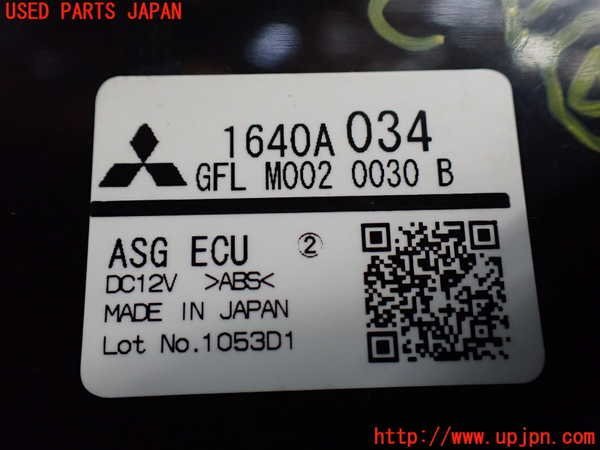 USED PARTS JAPAN
1640A 034
GFL M002 0030 B
ASG ECU ②
DC12V >ABS<
MADE IN JAPAN
Lot No.1053D1
http://www.upjpn.com/